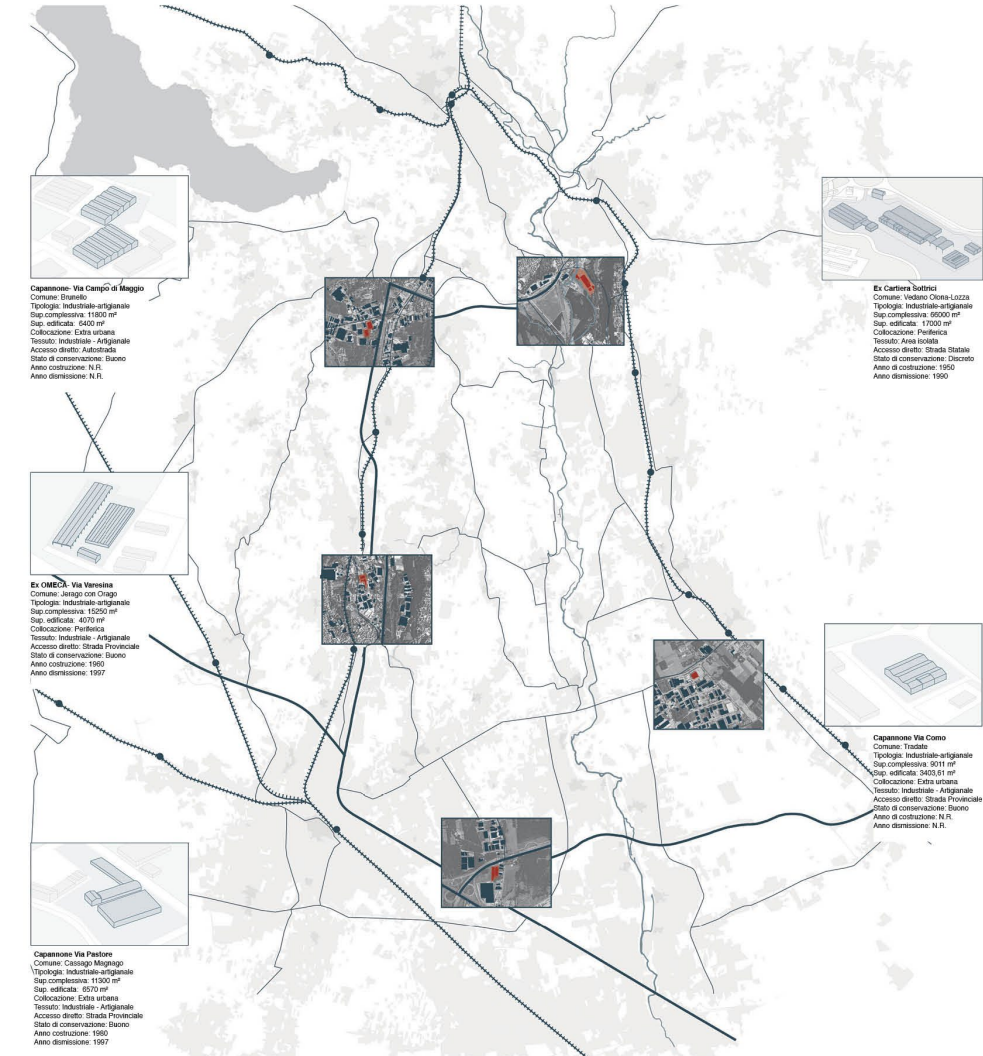 Capannone- Via Campo di Maggio
Comune: Brunello
Tipologia: Industriale-artigianale
Sup.complessiva: 11800 m²
Sup. edificata: 6400 m²
Collocazione: Extra urbana
Tessuto: Industriale - Artigianale
Accesso diretto: Autostrada
Stato di conservazione: Buono
Anno costruzione: N.R.
Anno dismissione: N.R.
Ex Cartiera Sottrici
Comune: Vedano Olona-Lozza
Tipologia: Industriale-artigianale
Sup.complessiva: 66000 m²
Sup. edificata: 17000 m²
Collocazione: Periferica
Tessuto: Area isolata
Accesso diretto: Strada Statale
Stato di conservazione: Discreto
Anno di costruzione: 1950
Anno dismissione: 1990
Ex OMECA- Via Varesina
Comune: Jerago con Orago
Tipologia: Industriale-artigianale
Sup.complessiva: 15250 m²
Sup. edificata: 4070 m²
Collocazione: Periferica
Tessuto: Industriale - Artigianale
Accesso diretto: Strada Provinciale
Stato di conservazione: Buono
Anno costruzione: 1960
Anno dismissione: 1997
Capannone Via Como
Comune: Tradate
Tipologia: Industriale-artigianale
Sup.complessiva: 9011 m²
Sup. edificata: 3403,61 m²
Collocazione: Extra urbana
Tessuto: Industriale - Artigianale
Accesso diretto: Strada Provinciale
Stato di conservazione: Buono
Anno di costruzione: N.R.
Anno dismissione: N.R.
Capannone Via Pastore
Comune: Cassago Magnago
Tipologia: Industriale-artigianale
Sup.complessiva: 11300 m²
Sup. edificata: 6570 m²
Collocazione: Extra urbana
Tessuto: Industriale - Artigianale
Accesso diretto: Strada Provinciale
Stato di conservazione: Buono
Anno costruzione: 1980
Anno dismissione: 1997